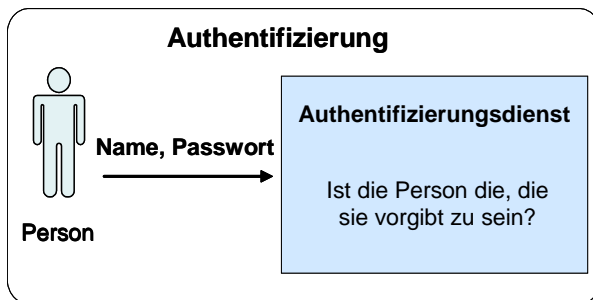 Authentifizierung
Name, Passwort
Person
Authentifizierungsdienst
Ist die Person die, die
sie vorgibt zu sein?